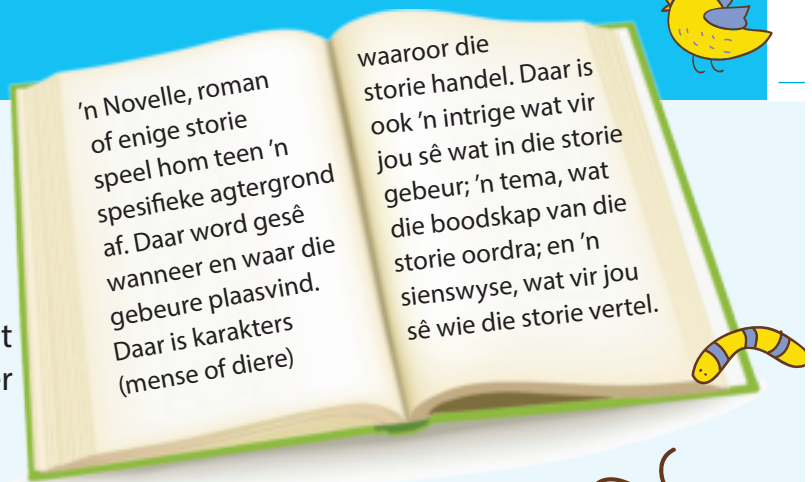 'n Novelle, roman
of enige storie
speel hom teen 'n
spesifieke agtergrond
af. Daar word gesê
wanneer en waar die
gebeure plaasvind.
Daar is karakters
(mense of diere)
waaroor die
storie handel. Daar is
ook 'n intrige wat vir
jou sê wat in die storie
gebeur; 'n tema, wat
die boodskap van die
storie oordra; en 'n
sienswyse, wat vir jou
sê wie die storie vertel.